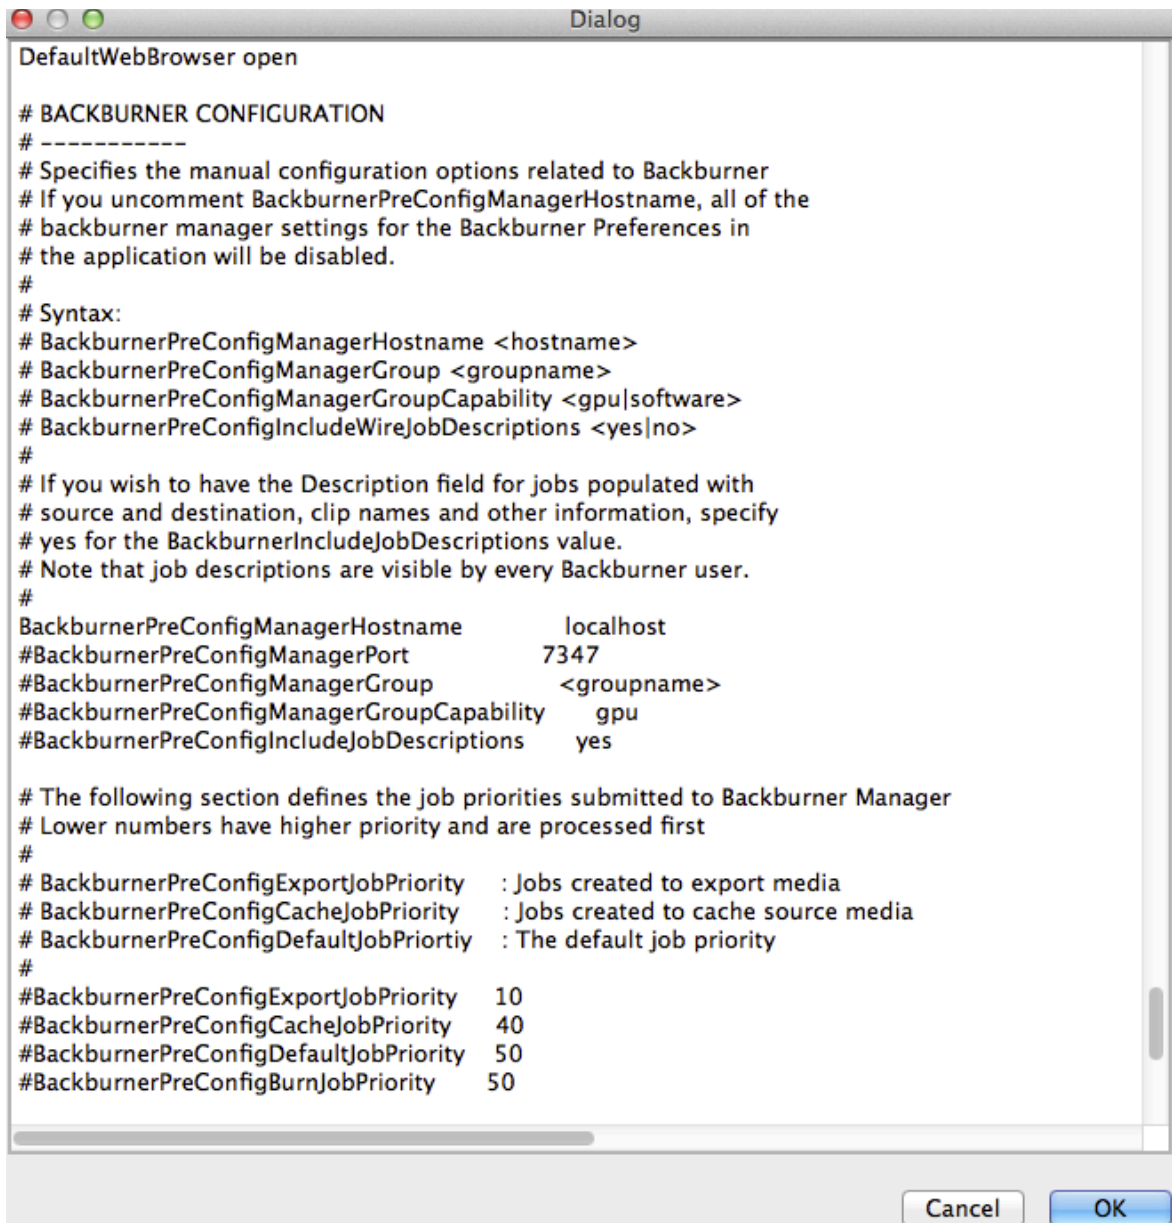 Dialog
DefaultWebBrowser open
# BACKBURNER CONFIGURATION
# -----------
# Specifies the manual configuration options related to Backburner
# If you uncomment BackburnerPreConfigManagerHostname, all of the
# backburner manager settings for the Backburner Preferences in
# the application will be disabled.
#
# Syntax:
# BackburnerPreConfigManagerHostname <hostname>
# BackburnerPreConfigManagerGroup <groupname>
# BackburnerPreConfigManagerGroupCapability <gpu|software>
# BackburnerPreConfigIncludeWireJobDescriptions <yes|no>
#
# If you wish to have the Description field for jobs populated with
# source and destination, clip names and other information, specify
# yes for the BackburnerIncludeJobDescriptions value.
# Note that job descriptions are visible by every Backburner user.
#
BackburnerPreConfigManagerHostname localhost
#BackburnerPreConfigManagerPort 7347
#BackburnerPreConfigManagerGroup <groupname>
#BackburnerPreConfigManagerGroupCapability gpu
#BackburnerPreConfigIncludeJobDescriptions yes
# The following section defines the job priorities submitted to Backburner Manager
# Lower numbers have higher priority and are processed first
#
# BackburnerPreConfigExportJobPriority : Jobs created to export media
# BackburnerPreConfigCacheJobPriority : Jobs created to cache source media
# BackburnerPreConfigDefaultJobPriortiy : The default job priority
#
#BackburnerPreConfigExportJobPriority 10
#BackburnerPreConfigCacheJobPriority 40
#BackburnerPreConfigDefaultJobPriority 50
#BackburnerPreConfigBurnJobPriority 50
Cancel OK